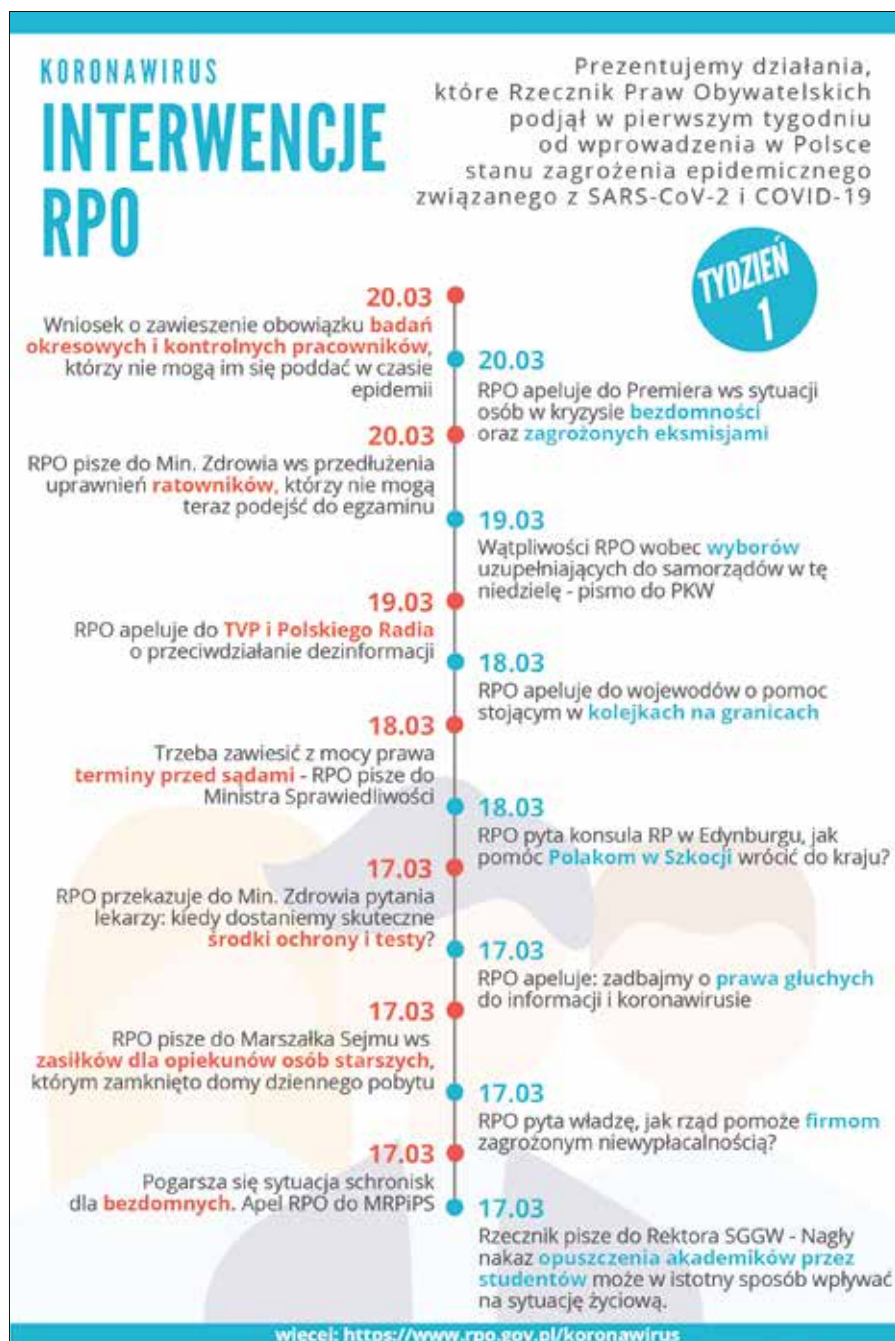 KORONAWIRUS
INTERWENCJE
RPO
Prezentujemy działania,
które Rzecznik Praw Obywatelskich
podjął w pierwszym tygodniu
od wprowadzenia w Polsce
stanu zagrożenia epidemicznego
związanego z SARS-CoV-2 i COVID-19
TYDZIEŃ
1
20.03
Wniosek o zawieszenie obowiązku badań
okresowych i kontrolnych pracowników,
którzy nie mogą im się poddać w czasie
epidemii
20.03
RPO apeluje do Premiera ws sytuacji
osób w kryzysie bezdomności
oraz zagrożonych eksmisjami
20.03
RPO pisze do Min. Zdrowia ws przedłużenia
uprawnień ratowników, którzy nie mogą
teraz podejść do egzaminu
19.03
Wątpliwości RPO wobec wyborów
uzupełniających do samorządów w tę
niedzielę - pismo do PKW
19.03
RPO apeluje do TVP i Polskiego Radia
o przeciwdziałanie dezinformacji
18.03
RPO apeluje do wojewodów o pomoc
stojącym w kolejkach na granicach
18.03
Trzeba zawiesić z mocy prawa
terminy przed sądami - RPO pisze do
Ministra Sprawiedliwości
18.03
RPO pyta konsula RP w Edynburgu, jak
pomóc Polakom w Szkocji wrócić do kraju?
17.03
RPO przekazuje do Min. Zdrowia pytania
lekarzy: kiedy dostaniemy skuteczne
środki ochrony i testy?
17.03
RPO apeluje: zadbajmy o prawa głuchych
do informacji i koronawirusie
17.03
RPO pisze do Marszałka Sejmu ws
zasiłków dla opiekunów osób starszych,
którym zamknięto domy dziennego pobytu
17.03
RPO pyta władzę, jak rząd pomoże firmom
zagrożonym niewypłacalnością?
17.03
Pogarsza się sytuacja schronisk
dla bezdomnych. Apel RPO do MRPiPS
17.03
Rzecznik pisze do Rektora SGGW - Nagły
nakaz opuszczenia akademików przez
studentów może w istotny sposób wpływać
na sytuację życiową.
więcej: https://www.rpo.gov.pl/koronawirus